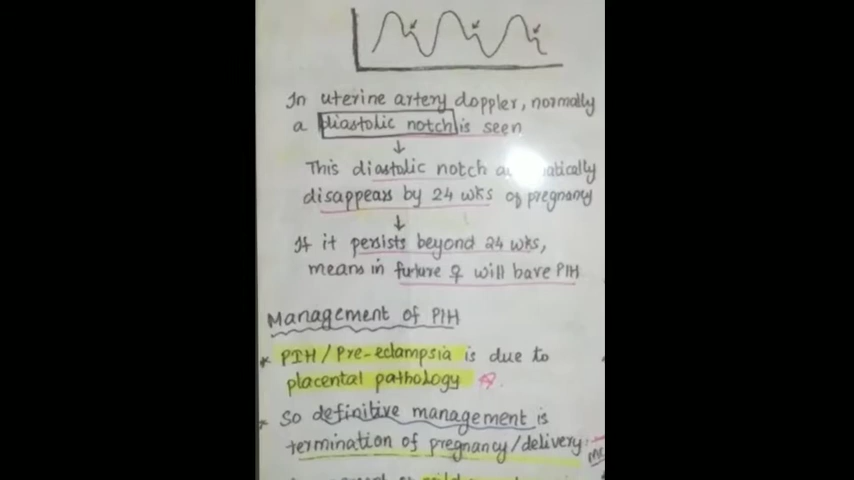 In uterine artery doppler, normally
a diastolic notch is seen
↓
This diastolic notch
disappears by 24 wks of pregnancy
↓
If it persists beyond 24 wks,
means in future ♀ will have PIH
Management of PIH
* PIH/Pre-eclampsia is due to
placental pathology
* So definitive management is
termination of pregnancy/delivery